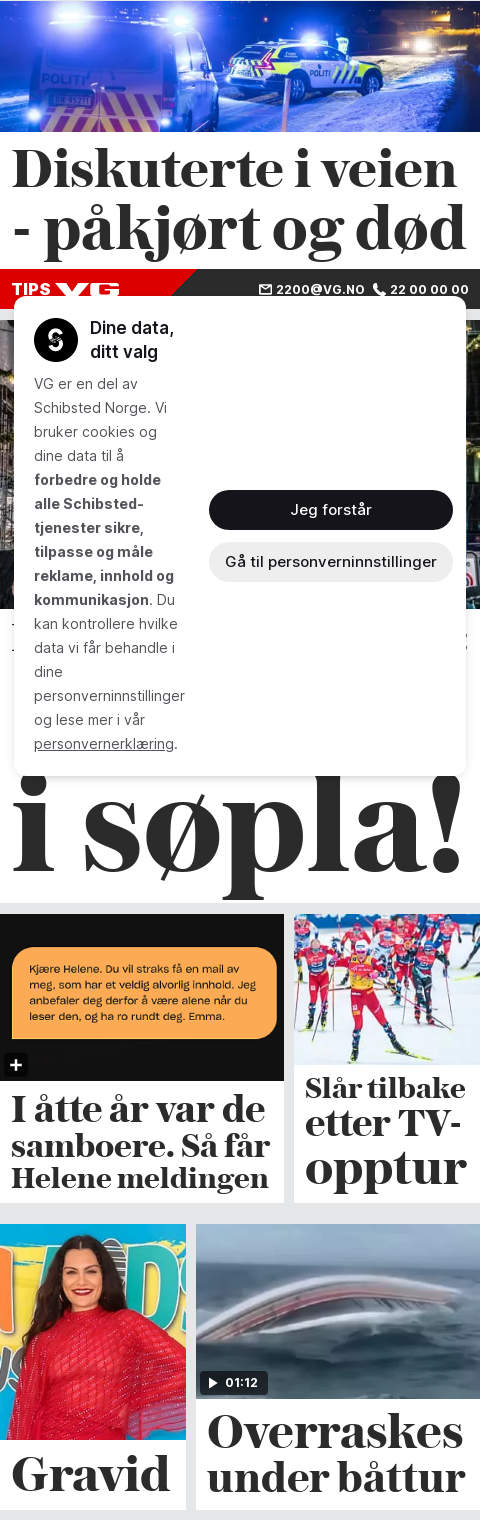 POLITI
POLITI
Diskuterte i veien
- påkjørt og død
TIPS VG
2200@VG.NO 22 00 00 00
Dine data,
ditt valg
VG er en del av
Schibsted Norge. Vi
bruker cookies og
dine data til å
forbedre og holde
alle Schibsted-
tjenester sikre,
tilpasse og måle
reklame, innhold og
kommunikasjon. Du
kan kontrollere hvilke
data vi får behandle i
dine
personverninnstillinger
og lese mer i vår
personvernerklæring.
Jeg forstår
Gå til personverninnstillinger
i søpla!
Kjære Helene. Du vil straks få en mail av
meg, som har et veldig alvorlig innhold. Jeg
anbefaler deg derfor å være alene når du
leser den, og ha ro rundt deg. Emma.
I åtte år var de
samboere. Så får
Helene meldingen
Slår tilbake
etter TV-
opptur
Gravid
01:12
Overraskes
under båttur